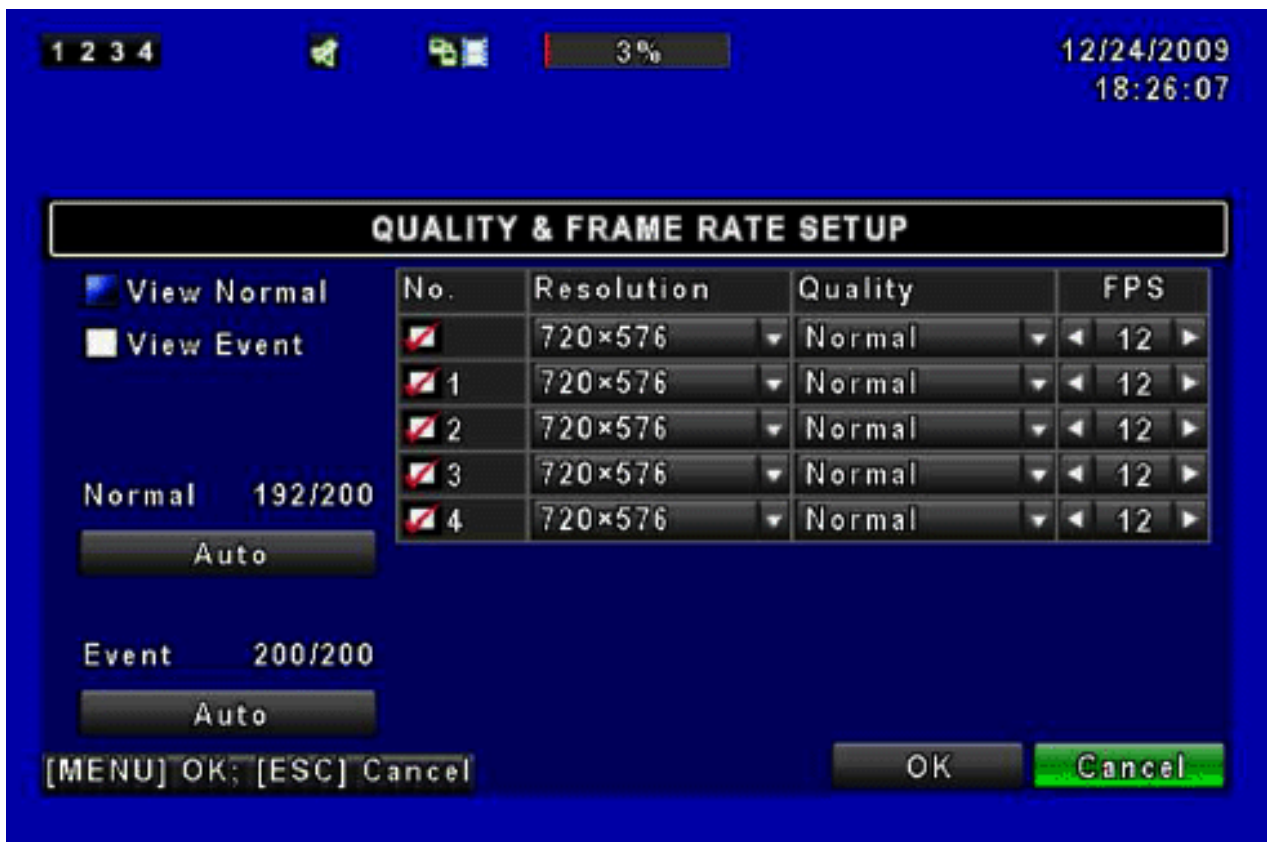 1 2 3 4 3% 12/24/2009
18:26:07
QUALITY & FRAME RATE SETUP
View Normal
View Event
No. Resolution Quality FPS
720×576 Normal 12
1 720×576 Normal 12
2 720×576 Normal 12
3 720×576 Normal 12
4 720×576 Normal 12
Normal 192/200
Auto
Event 200/200
Auto
[MENU] OK; [ESC] Cancel
OK Cancel